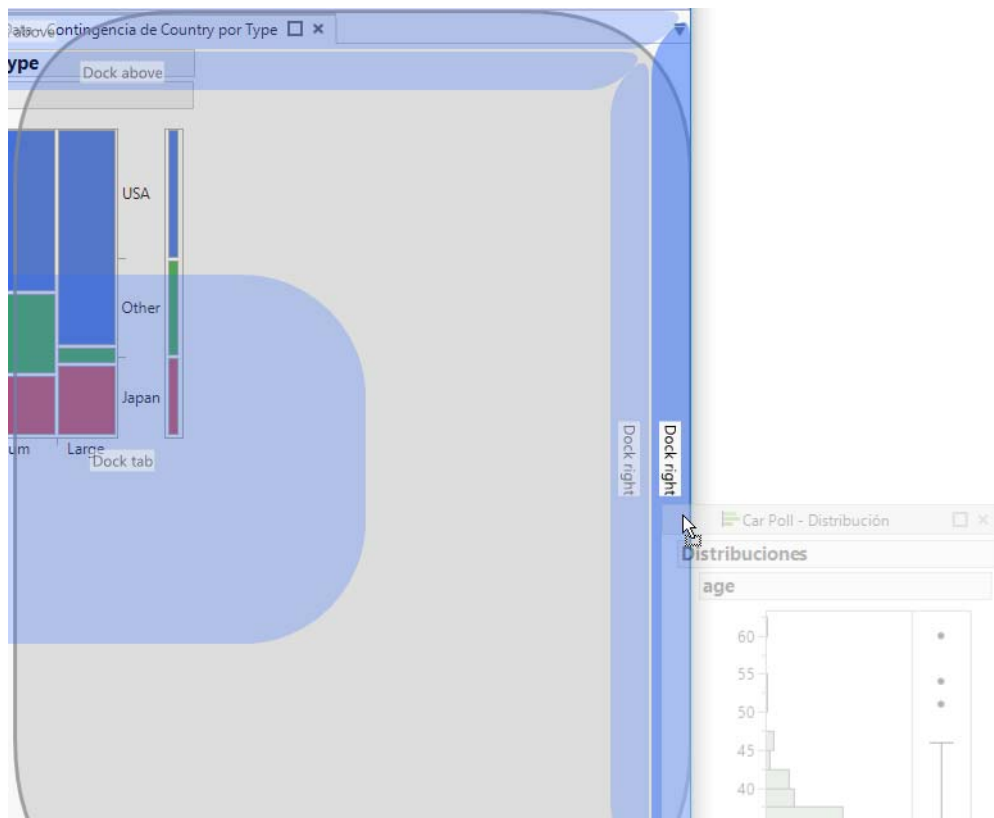 above
Contingencia de Country por Type
ype
Dock above
USA
Other
Japan
um
Large
Dock tab
Dock right
Dock right
Car Poll - Distribución
Distribuciones
age
60
55
50
45
40